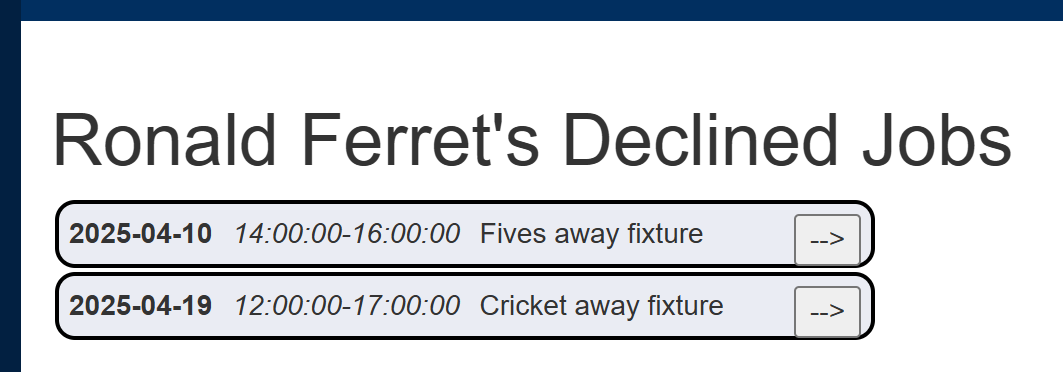 Ronald Ferret's Declined Jobs
2025-04-10 14:00:00-16:00:00 Fives away fixture -->
2025-04-19 12:00:00-17:00:00 Cricket away fixture -->